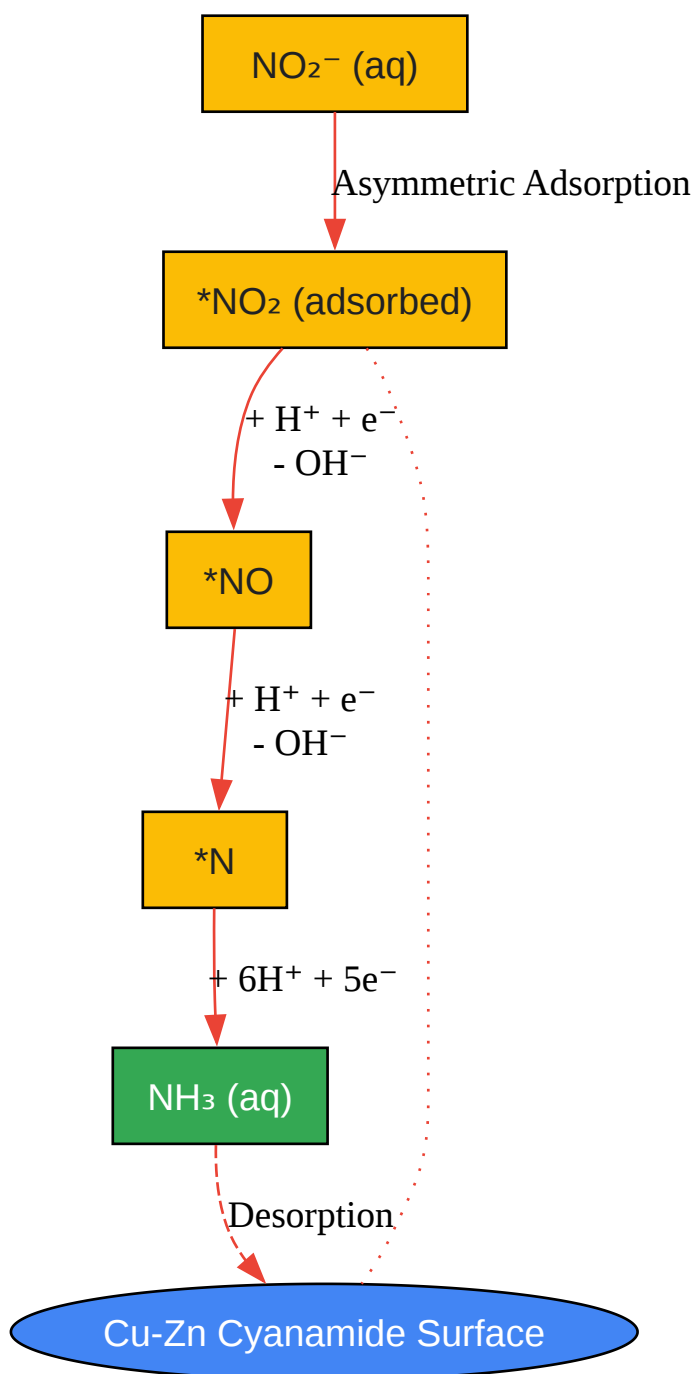 NO₂⁻ (aq)
Asymmetric Adsorption
*NO₂ (adsorbed)
+ H⁺ + e⁻
- OH⁻
*NO
+ H⁺ + e⁻
- OH⁻
*N
+ 6H⁺ + 5e⁻
NH₃ (aq)
Desorption
Cu-Zn Cyanamide Surface